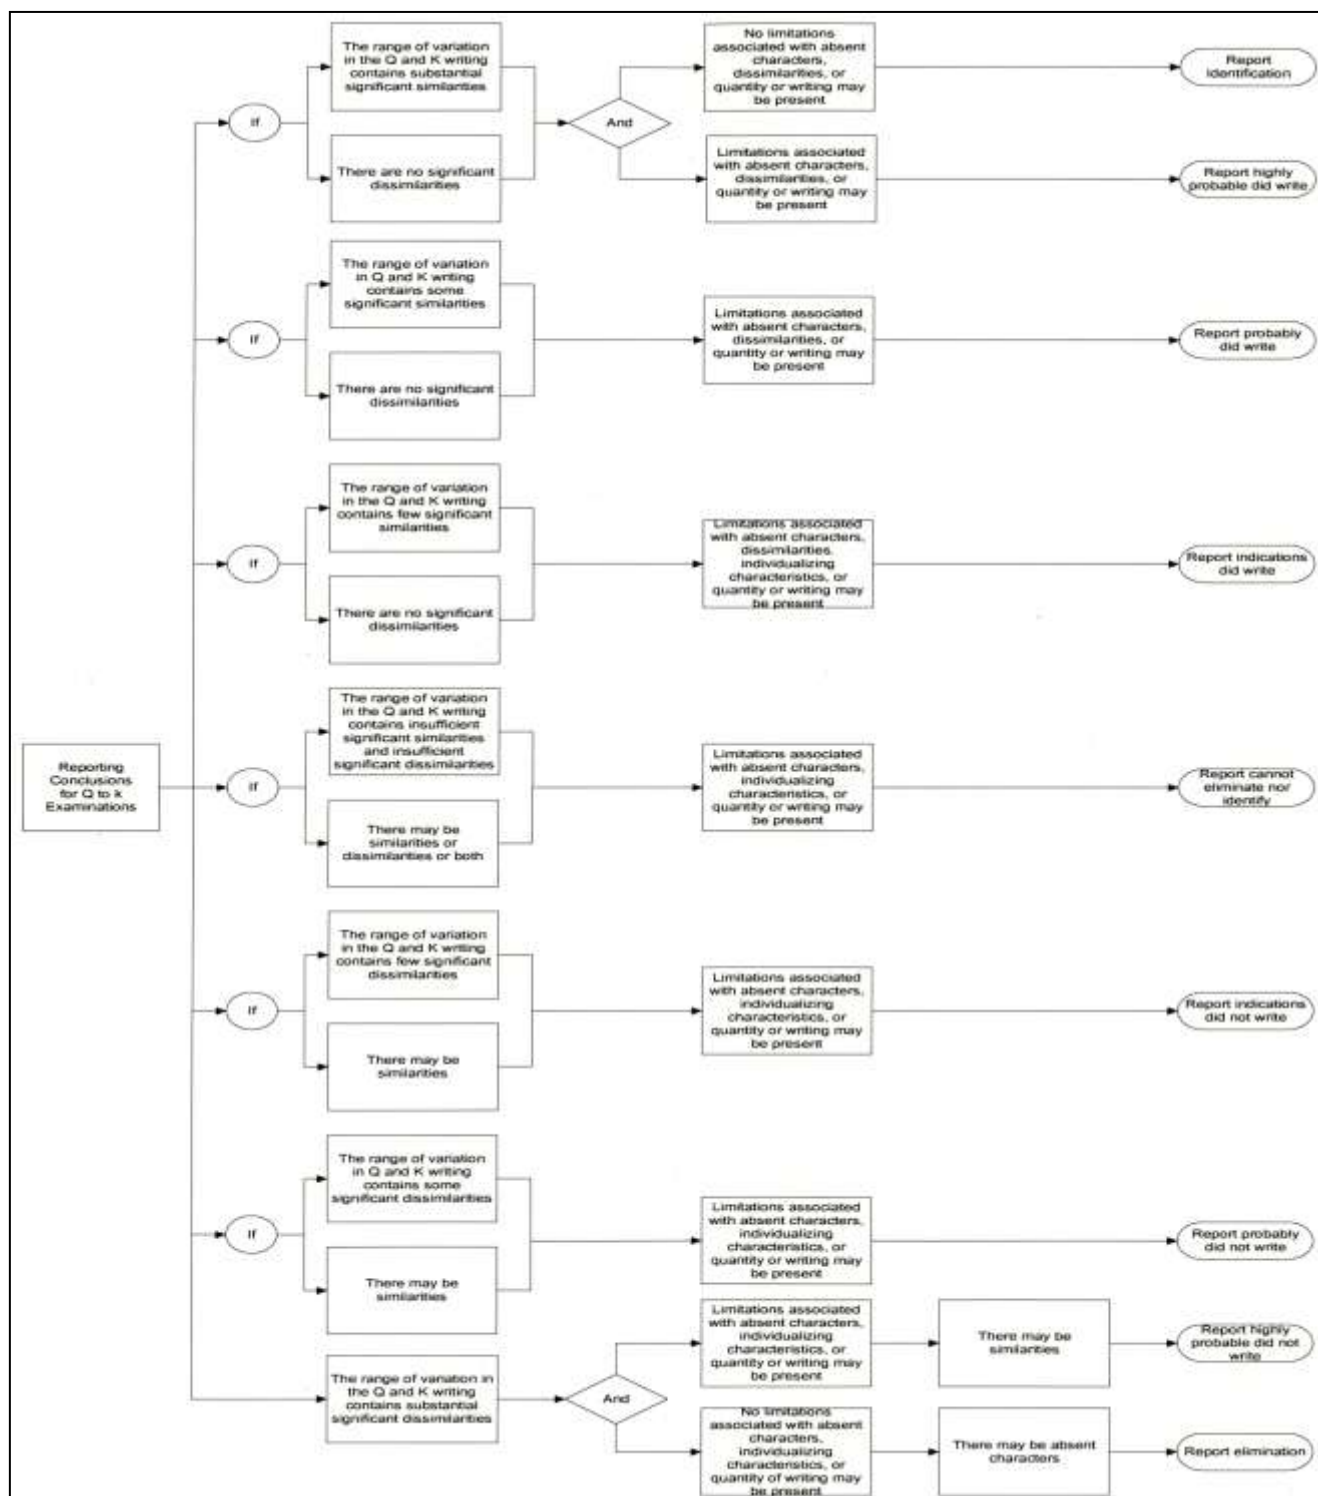 The range of variation
in the Q and K writing
contains substantial
significant similarities
No limitations
associated with absent
characters,
dissimilarities, or
quantity or writing may
be present
Report
Identification
If
And
There are no significant
dissimilarities
Limitations associated
with absent characters,
dissimilarities, or
quantity or writing may
be present
Report highly
probable did write
The range of variation
in Q and K writing
contains some
significant similarities
If
Limitations associated
with absent characters,
dissimilarities, or
quantity or writing may
be present
Report probably
did write
There are no significant
dissimilarities
The range of variation
in the Q and K writing
contains few significant
similarities
If
Limitations associated
with absent characters,
dissimilarities,
individualizing
characteristics, or
quantity or writing may
be present
Report indications
did write
There are no significant
dissimilarities
Reporting
Conclusions
for Q to k
Examinations
The range of variation
in the Q and K writing
contains insufficient
significant similarities
and insufficient
significant dissimilarities
If
Limitations associated
with absent characters,
individualizing
characteristics, or
quantity or writing may
be present
Report cannot
eliminate nor
identify
There may be
similarities or
dissimilarities or both
The range of variation
in the Q and K writing
contains few significant
dissimilarities
If
Limitations associated
with absent characters,
individualizing
characteristics, or
quantity or writing may
be present
Report indications
did not write
There may be
similarities
The range of variation
in Q and K writing
contains some
significant dissimilarities
If
Limitations associated
with absent characters,
individualizing
characteristics, or
quantity or writing may
be present
Report probably
did not write
There may be
similarities
The range of variation in
the Q and K writing
contains substantial
significant dissimilarities
And
Limitations associated
with absent characters,
individualizing
characteristics, or
quantity or writing may
be present
There may be
similarities
Report highly
probable did not
write
No limitations
associated with absent
characters,
individualizing
characteristics, or
quantity of writing may
be present
There may be absent
characters
Report elimination